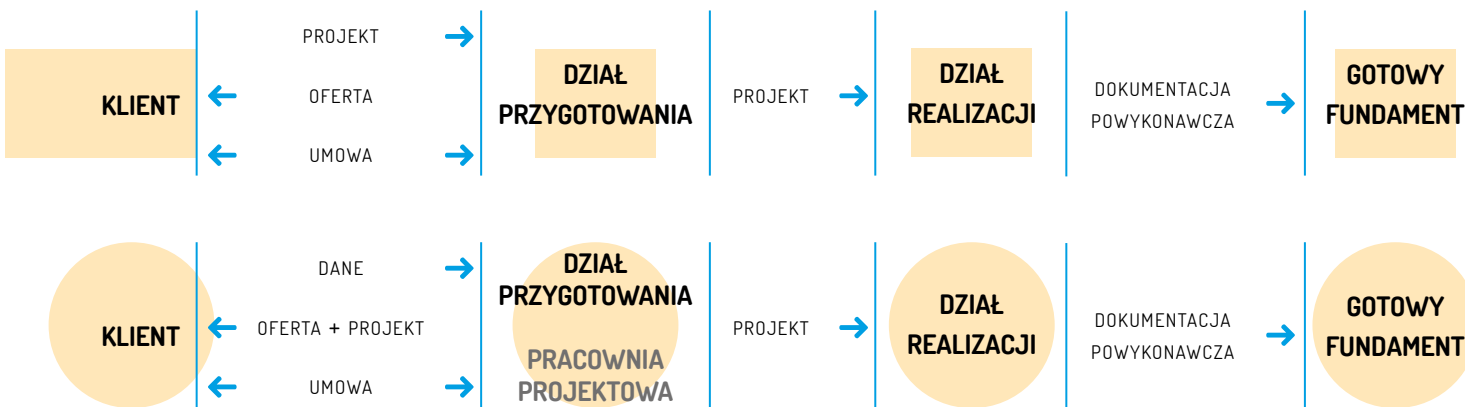 PROJEKT
KLIENT
OFERTA
UMOWA
DZIAŁ
PRZYGOTOWANIA
PROJEKT
DZIAŁ
REALIZACJI
DOKUMENTACJA
POWYKONAWCZA
GOTOWY
FUNDAMENT
KLIENT
DANE
OFERTA + PROJEKT
UMOWA
DZIAŁ
PRZYGOTOWANIA
PRACOWNIA
PROJEKTOWA
PROJEKT
DZIAŁ
REALIZACJI
DOKUMENTACJA
POWYKONAWCZA
GOTOWY
FUNDAMENT